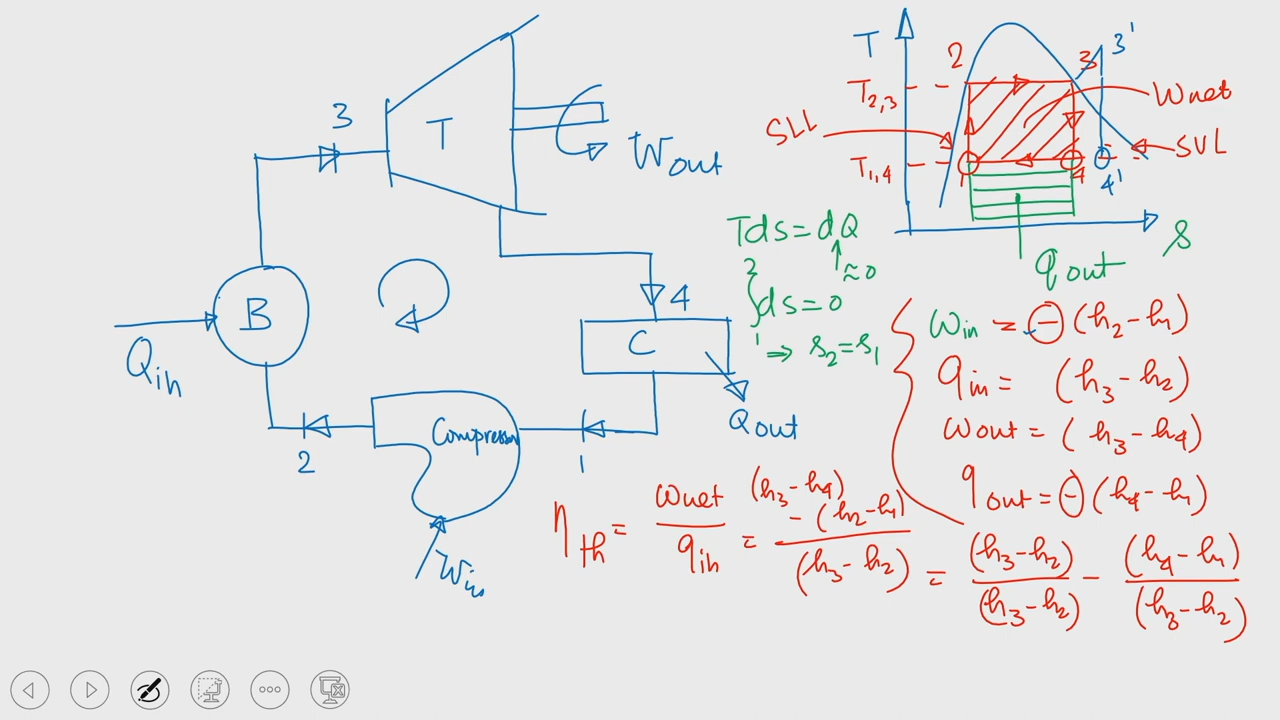 3
T
Wout
B
Qin
4
C
Qout
Compressor
2
1
Win
T
2
3
3'
T2,3
Wnet
SLL
SVL
T1,4
1
4
4'
s
qout
Tds = dQ
≈0
2
∫ds = 0
1
⇒ s2 = s1
Win = ⊖ (h2 - h1)
qin = (h3 - h2)
Wout = (h3 - h4)
qout = ⊖ (h4 - h1)
ηth = Wnet / qin = (h3 - h4) - (h2 - h1) / (h3 - h2) = (h3 - h2) / (h3 - h2) - (h4 - h1) / (h3 - h2)